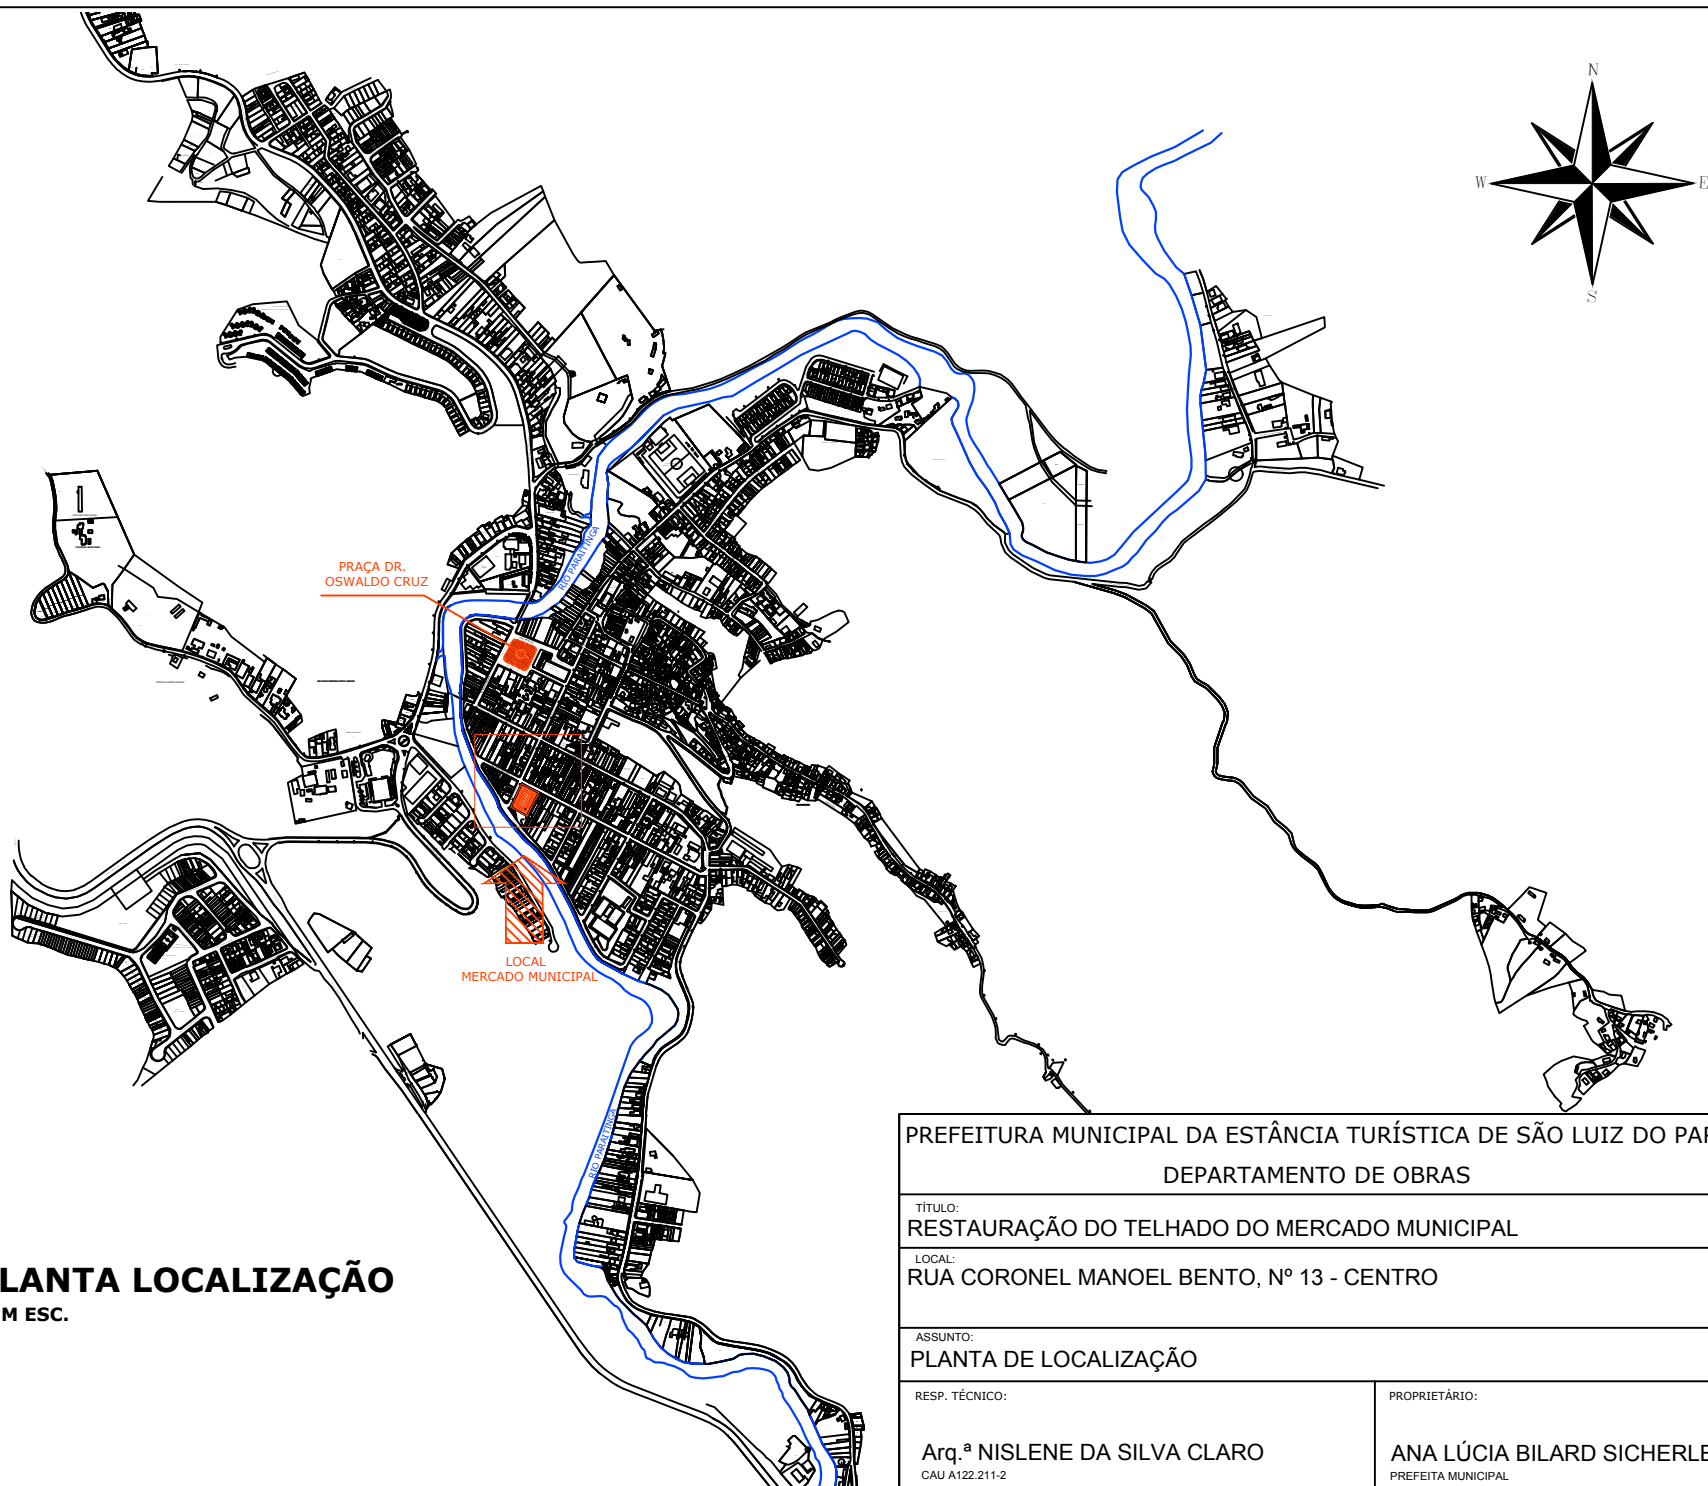 N
W
E
S
PRAÇA DR.
OSWALDO CRUZ
RIO PARAITINGA
LOCAL
MERCADO MUNICIPAL
RIO PARAITINGA
LANTA LOCALIZAÇÃO
M ESC.
PREFEITURA MUNICIPAL DA ESTÂNCIA TURÍSTICA DE SÃO LUIZ DO PAR
DEPARTAMENTO DE OBRAS
TÍTULO:
RESTAURAÇÃO DO TELHADO DO MERCADO MUNICIPAL
LOCAL:
RUA CORONEL MANOEL BENTO, Nº 13 - CENTRO
ASSUNTO:
PLANTA DE LOCALIZAÇÃO
RESP. TÉCNICO:
Arq.ª NISLENE DA SILVA CLARO
CAU A122.211-2
PROPRIETÁRIO:
ANA LÚCIA BILARD SICHERLE
PREFEITA MUNICIPAL